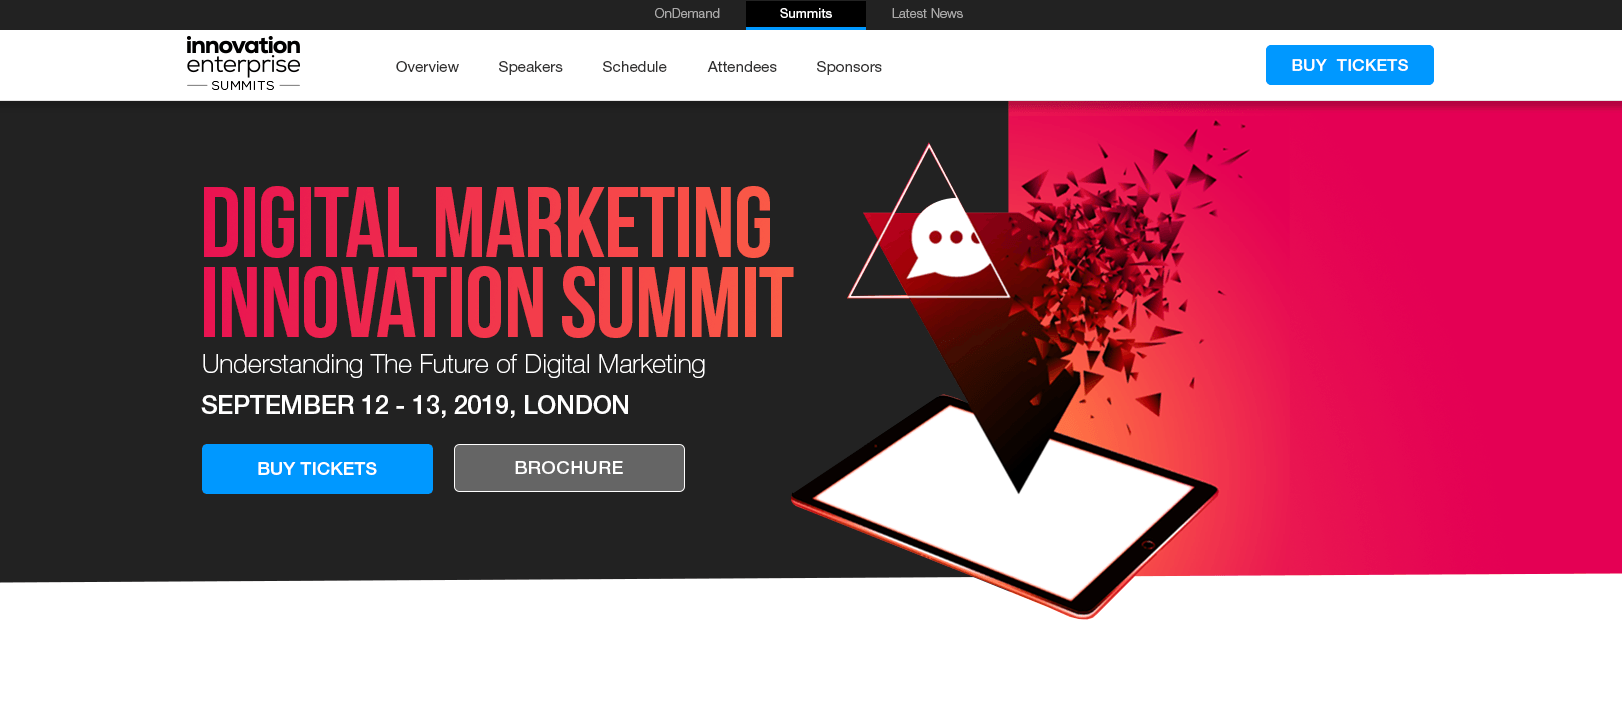 OnDemand
Summits
Latest News
innovation
enterprise
SUMMITS
Overview
Speakers
Schedule
Attendees
Sponsors
BUY TICKETS
DIGITAL MARKETING
INNOVATION SUMMIT
Understanding The Future of Digital Marketing
SEPTEMBER 12 - 13, 2019, LONDON
BUY TICKETS
BROCHURE